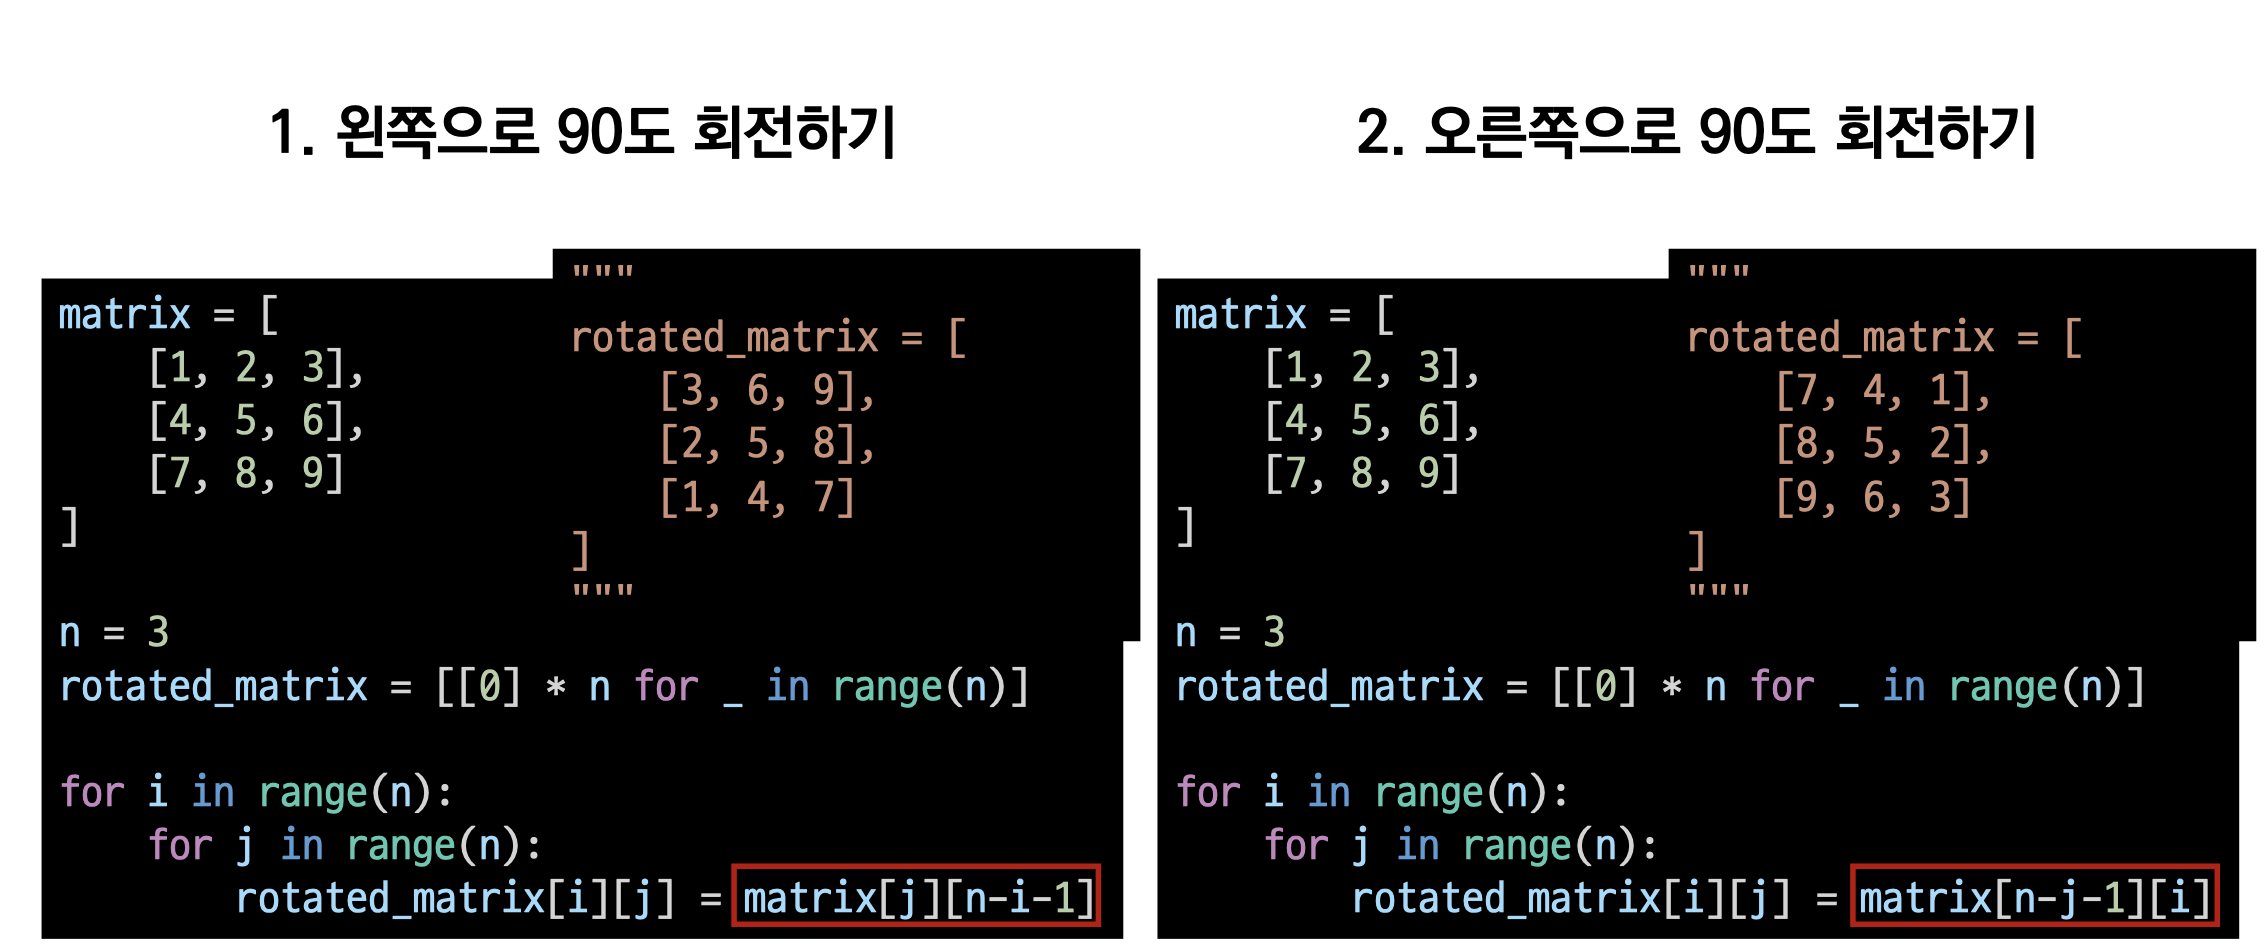 1. 왼쪽으로 90도 회전하기
matrix = [
    [1, 2, 3],
    [4, 5, 6],
    [7, 8, 9]
]
"""
rotated_matrix = [
    [3, 6, 9],
    [2, 5, 8],
    [1, 4, 7]
]
"""
n = 3
rotated_matrix = [[0] * n for _ in range(n)]
for i in range(n):
    for j in range(n):
        rotated_matrix[i][j] = matrix[j][n-i-1]
2. 오른쪽으로 90도 회전하기
matrix = [
    [1, 2, 3],
    [4, 5, 6],
    [7, 8, 9]
]
"""
rotated_matrix = [
    [7, 4, 1],
    [8, 5, 2],
    [9, 6, 3]
]
"""
n = 3
rotated_matrix = [[0] * n for _ in range(n)]
for i in range(n):
    for j in range(n):
        rotated_matrix[i][j] = matrix[n-j-1][i]